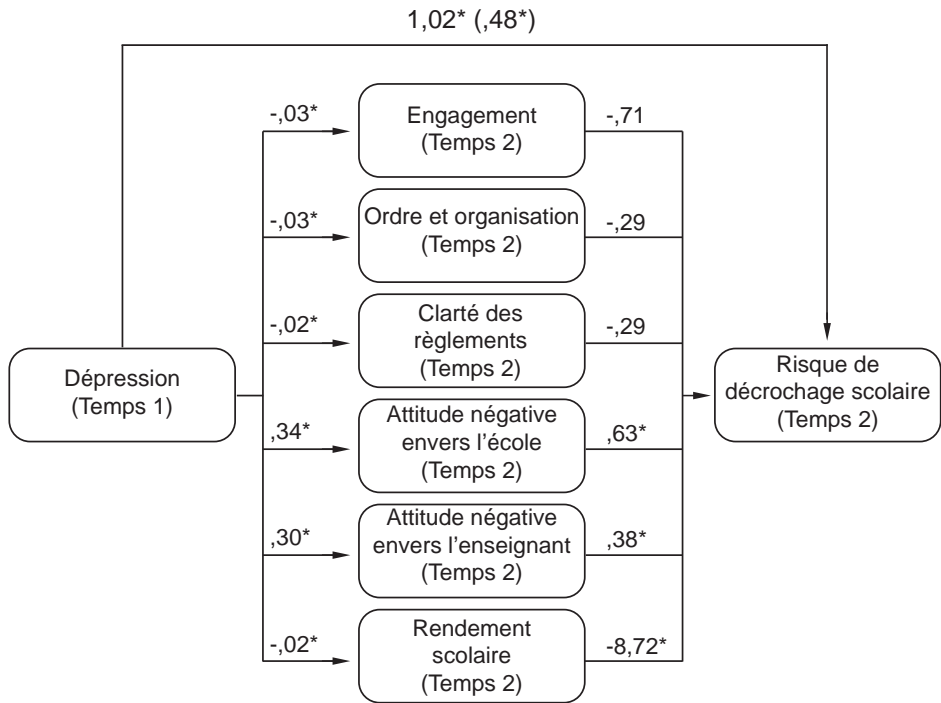 1,02* (,48*)
-,03*
Engagement
(Temps 2)
-,71
-,03*
Ordre et organisation
(Temps 2)
-,29
-,02*
Clarté des
règlements
(Temps 2)
-,29
Dépression
(Temps 1)
Risque de
décrochage scolaire
(Temps 2)
,34*
Attitude négative
envers l’école
(Temps 2)
,63*
,30*
Attitude négative
envers l’enseignant
(Temps 2)
,38*
-,02*
Rendement
scolaire
(Temps 2)
-8,72*